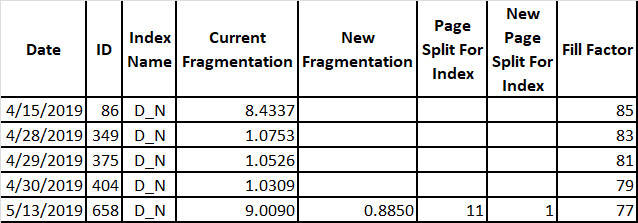 Date ID Index Name Current Fragmentation New Fragmentation Page Split For Index New Page Split For Index Fill Factor
4/15/2019 86 D_N 8.4337 85
4/28/2019 349 D_N 1.0753 83
4/29/2019 375 D_N 1.0526 81
4/30/2019 404 D_N 1.0309 79
5/13/2019 658 D_N 9.0090 0.8850 11 1 77